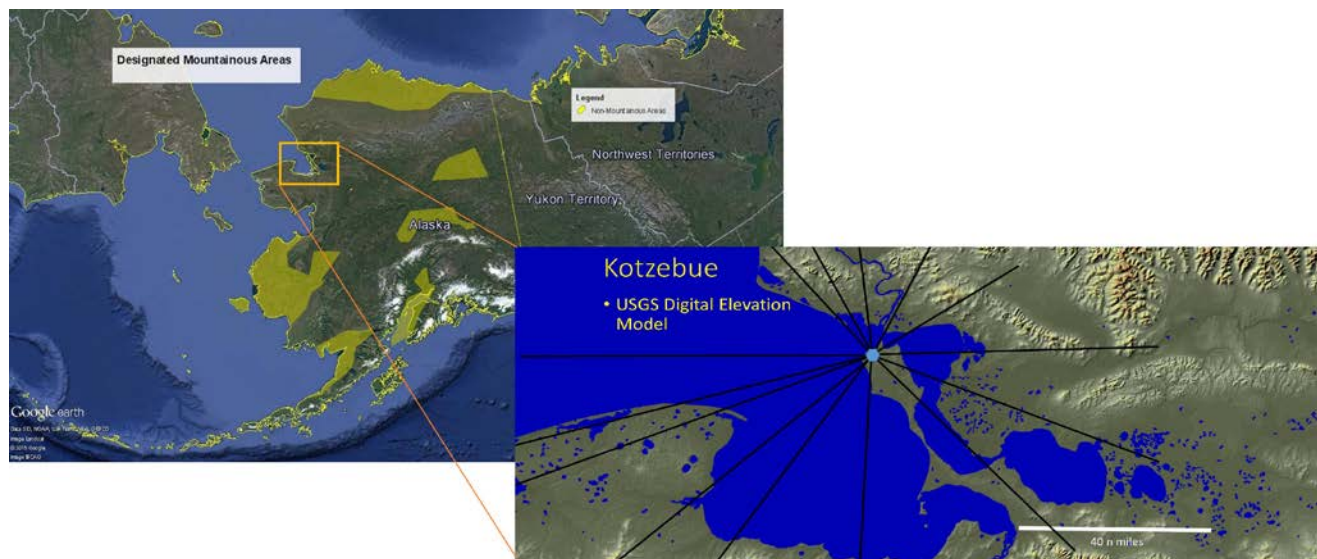 Designated Mountainous Areas
Legend
Non-Mountainous Areas
Northwest Territories
Yukon Territory
Alaska
Google earth
Kotzebue
• USGS Digital Elevation
Model
40 n miles